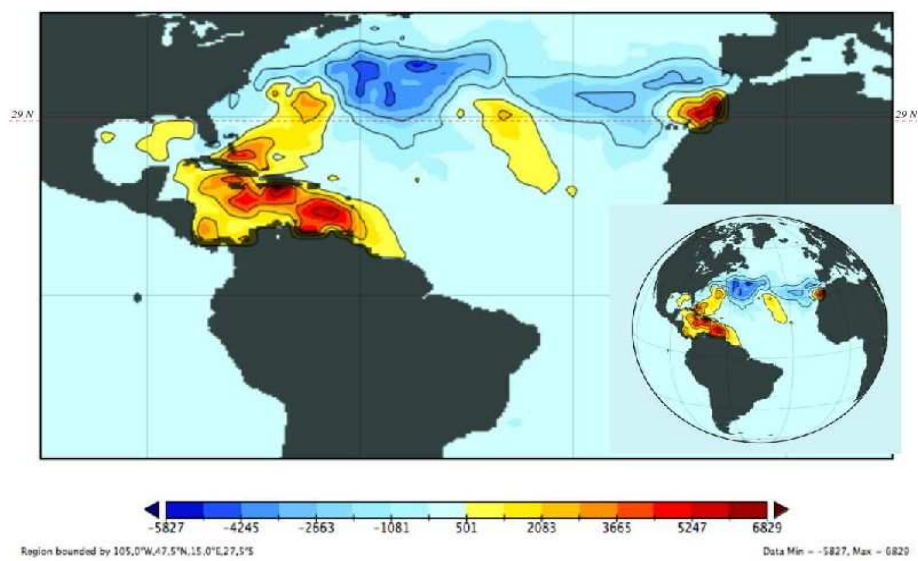 29 N 29 N
-5827 -4245 -2663 -1081 501 2083 3665 5247 6829
Region bounded by 105,0°W,47,5°N,15,0°E,27,5°S Data Min = -5827, Max = 6829